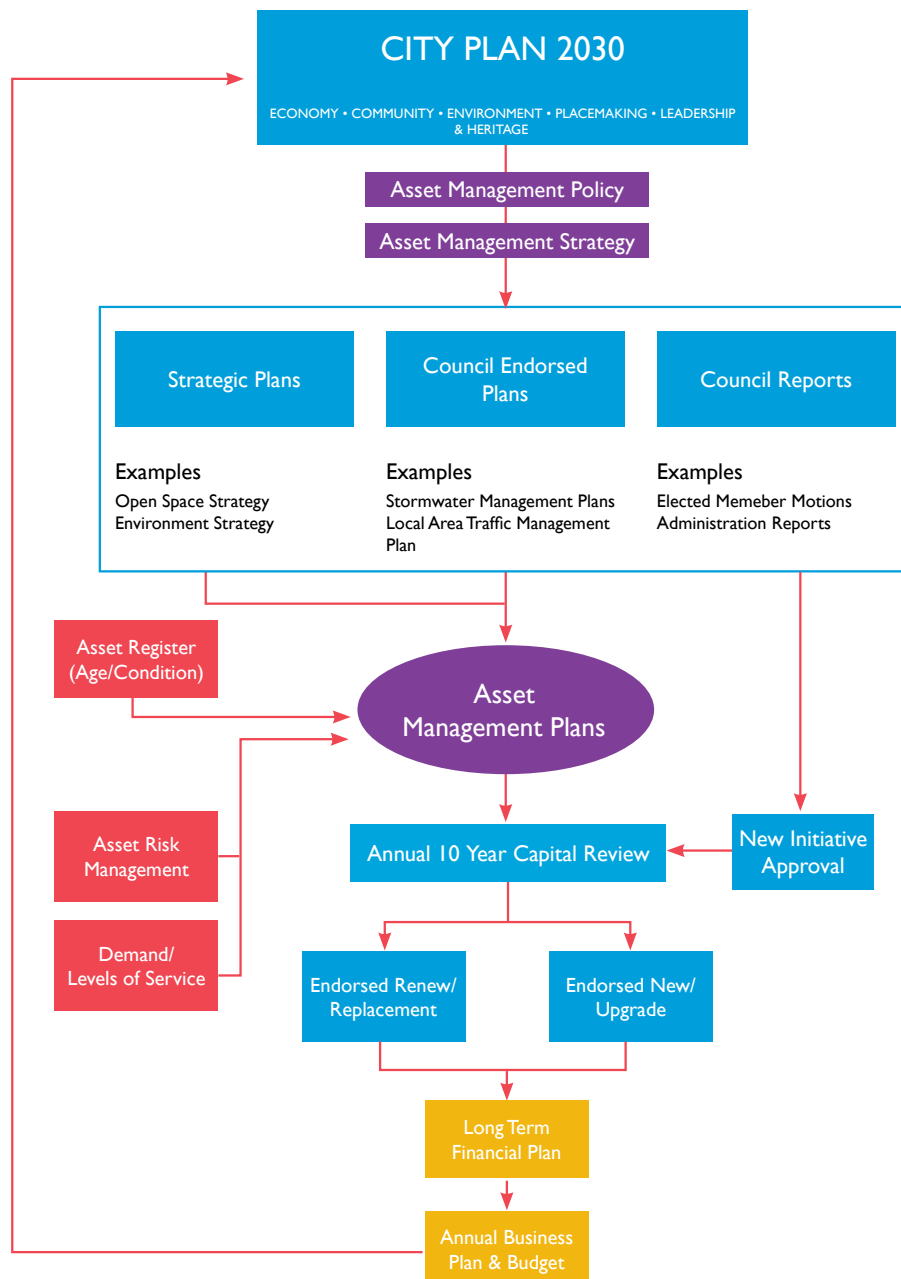 CITY PLAN 2030
ECONOMY • COMMUNITY • ENVIRONMENT • PLACEMAKING • LEADERSHIP
& HERITAGE
Asset Management Policy
Asset Management Strategy
Strategic Plans
Council Endorsed
Plans
Council Reports
Examples
Open Space Strategy
Environment Strategy
Examples
Stormwater Management Plans
Local Area Traffic Management
Plan
Examples
Elected Memeber Motions
Administration Reports
Asset Register
(Age/Condition)
Asset
Management Plans
Asset Risk
Management
Annual 10 Year Capital Review
New Initiative
Approval
Demand/
Levels of Service
Endorsed Renew/
Replacement
Endorsed New/
Upgrade
Long Term
Financial Plan
Annual Business
Plan & Budget